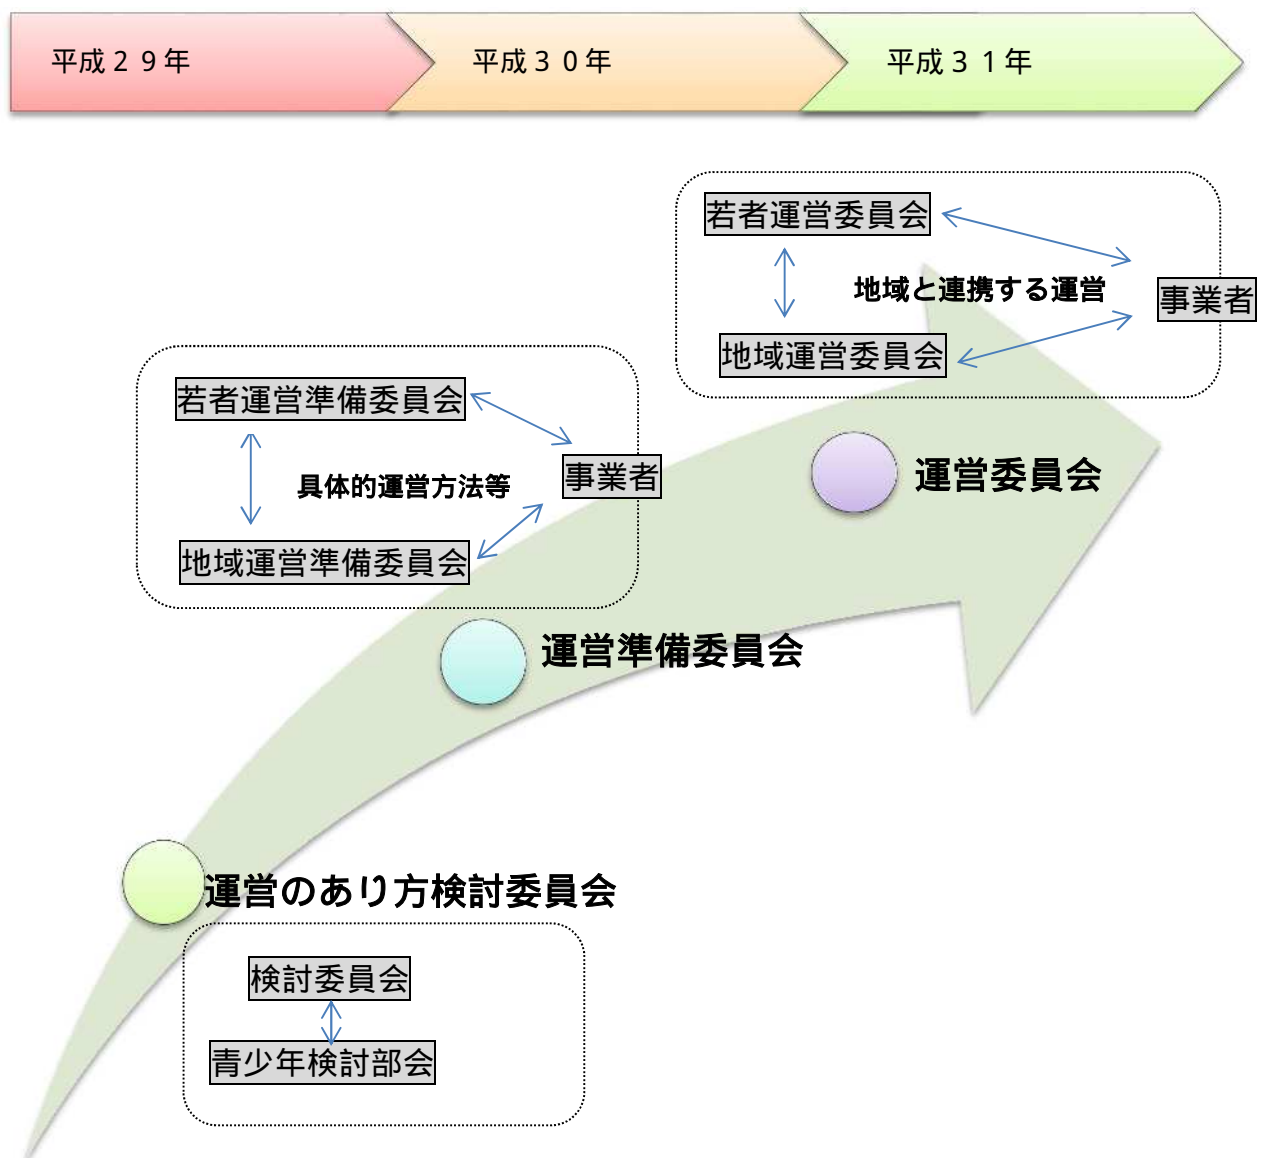 平成２９年
平成３０年
平成３１年
若者運営委員会
地域と連携する運営
事業者
地域運営委員会
若者運営準備委員会
事業者
具体的運営方法等
地域運営準備委員会
運営委員会
運営準備委員会
運営のあり方検討委員会
検討委員会
青少年検討部会